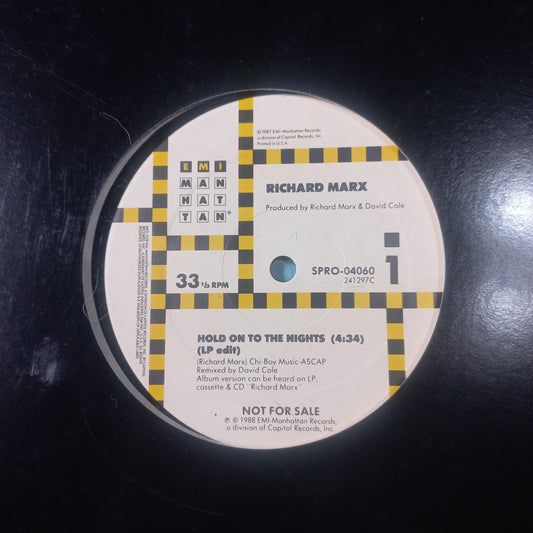 © 1987 EMI-Manhattan Records,
a division of Capitol Records, Inc.
Printed in U.S.A.
EMI
MAN
HAT
TAN®
RICHARD MARX
Produced by Richard Marx & David Cole
33 1/3 RPM
SPRO-04060
241297C
1
HOLD ON TO THE NIGHTS (4:34)
(LP edit)
(Richard Marx) Chi-Boy Music-ASCAP
Remixed by David Cole
Album version can be heard on LP,
cassette & CD "Richard Marx"
NOT FOR SALE
℗ © 1988 EMI-Manhattan Records,
a division of Capitol Records, Inc.